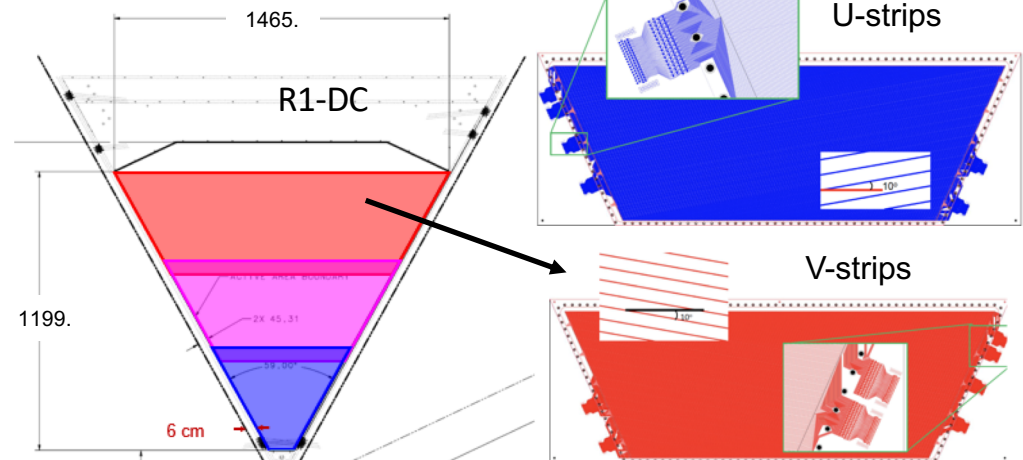 1465.
U-strips
R1-DC
10°
ACTIVE AREA BOUNDARY
V-strips
1199.
2X 45,31
10°
59.00°
6 cm